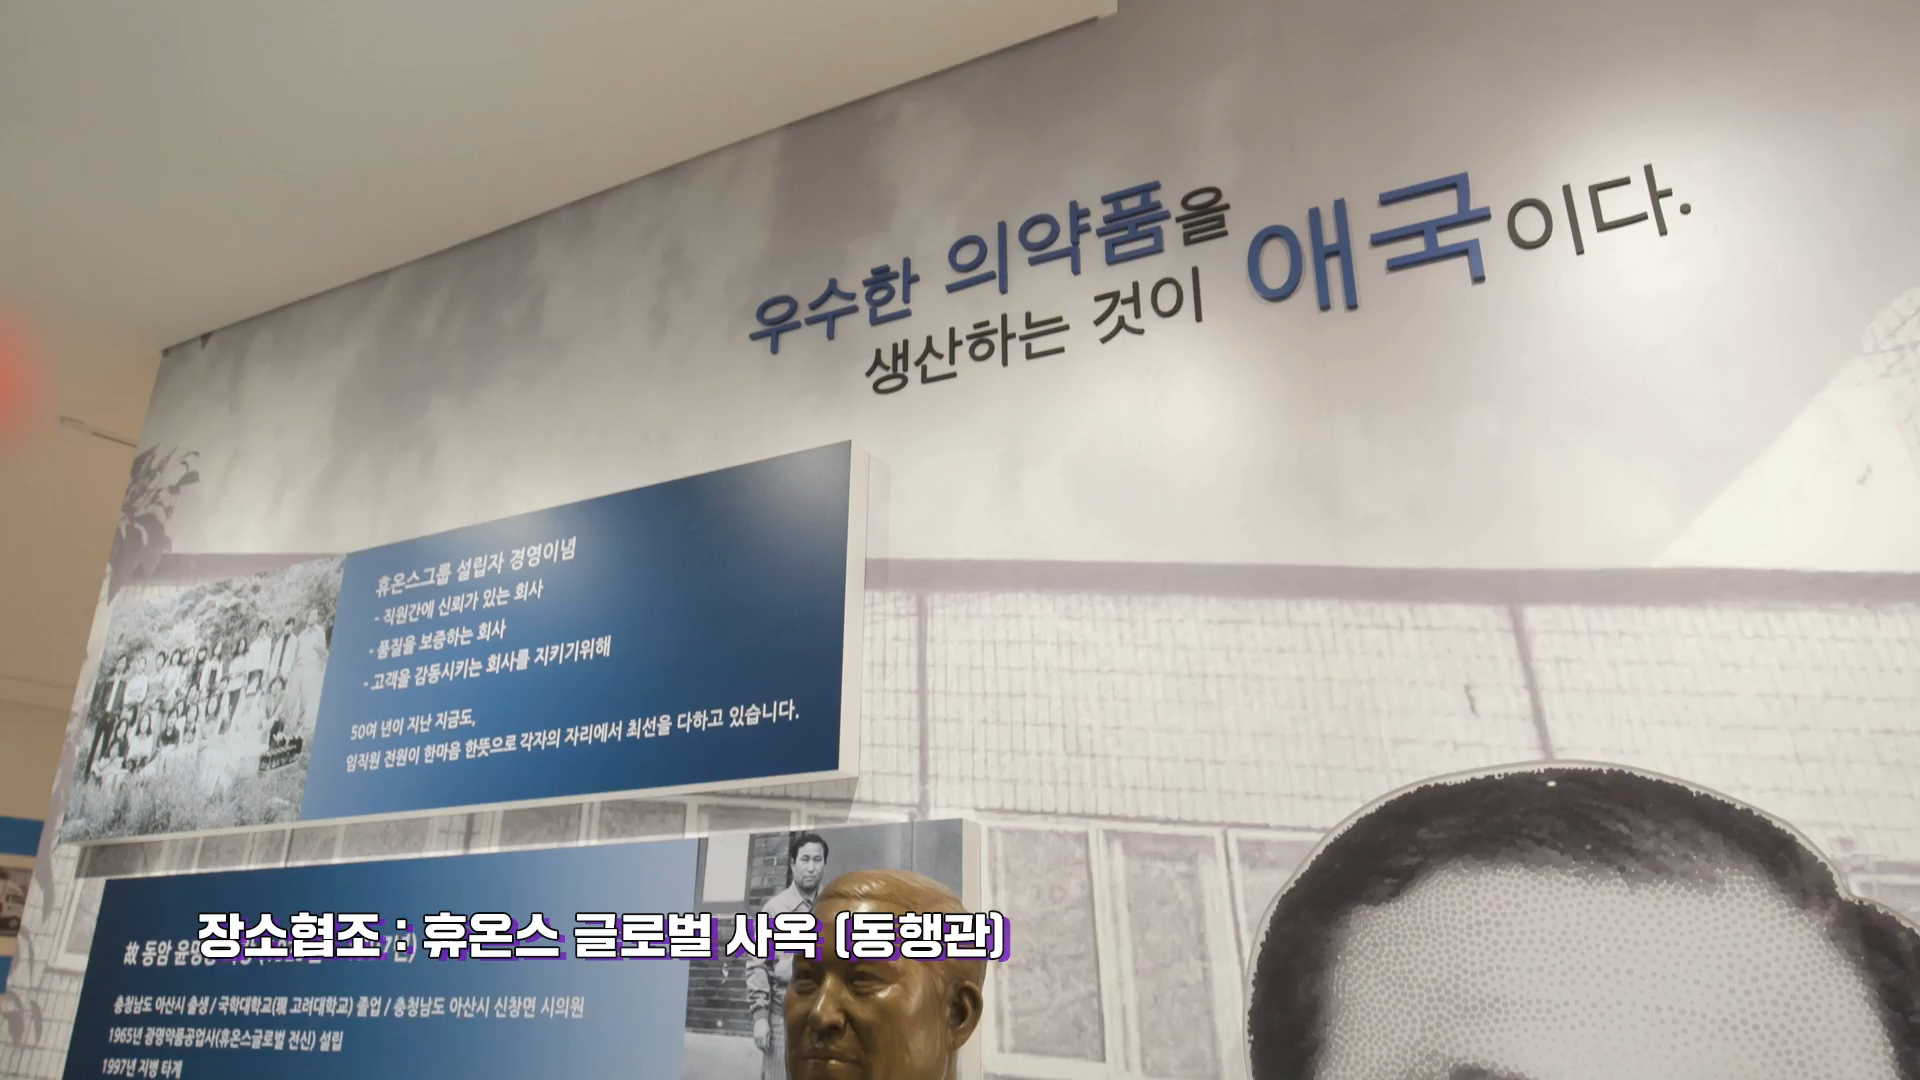 우수한 의약품을
생산하는 것이 애국이다.
휴온스그룹 설립자 경영이념
- 직원간에 신뢰가 있는 회사
- 품질을 보증하는 회사
- 고객을 감동시키는 회사를 지키기위해
50여 년이 지난 지금도,
임직원 전원이 한마음 한뜻으로 각자의 자리에서 최선을 다하고 있습니다.
故 동암
장소협조 : 휴온스 글로벌 사옥 (동행관)
충청남도 아산시 출생 / 국학대학교(現 고려대학교) 졸업 / 충청남도 아산시 신창면 시의원
1965년 광명약품공업사(휴온스글로벌 전신) 설립
1997년 지병 타계